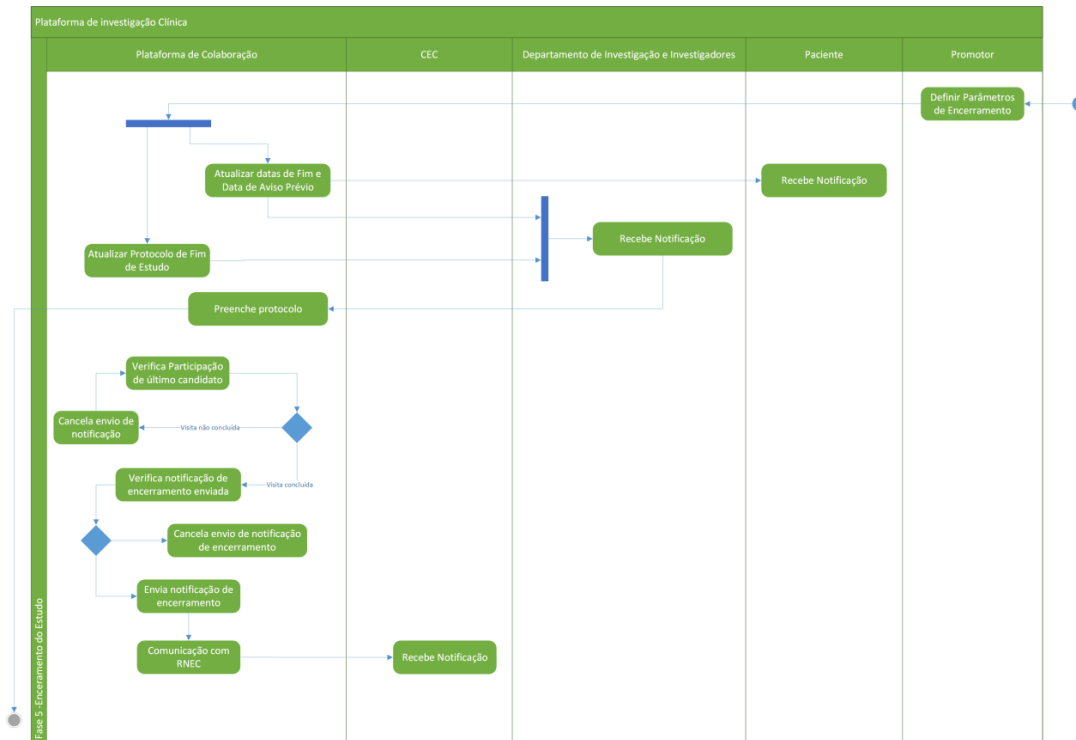 Plataforma de investigação Clínica
Plataforma de Colaboração
CEC
Departamento de Investigação e Investigadores
Paciente
Promotor
Definir Parâmetros
de Encerramento
Atualizar datas de Fim e
Data de Aviso Prévio
Recebe Notificação
Recebe Notificação
Atualizar Protocolo de Fim
de Estudo
Preenche protocolo
Verifica Participação
de último candidato
Cancela envio de
notificação
Visita não concluída
Verifica notificação de
encerramento enviada
Visita concluída
Cancela envio de notificação
de encerramento
Envia notificação de
encerramento
Comunicação com
RNEC
Recebe Notificação
Fase 5 -Enceramento do Estudo